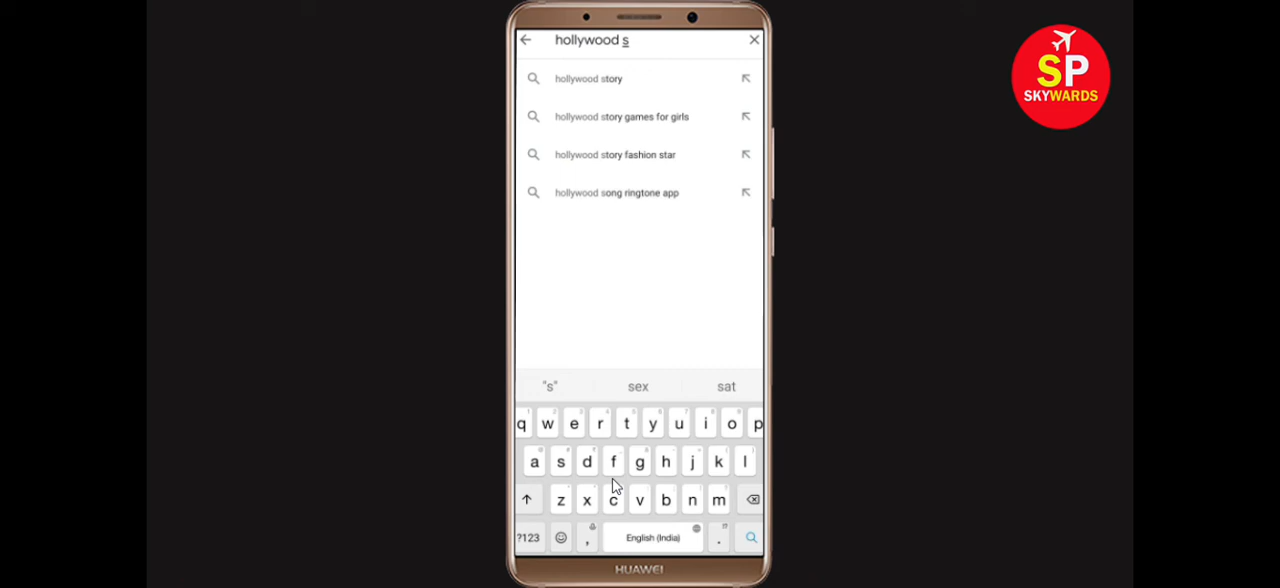 hollywood s
hollywood story
hollywood story games for girls
hollywood story fashion star
hollywood song ringtone app
"s" sex sat
q w e r t y u i o p
a s d f g h j k l
z x c v b n m
?123 , English (India) .
HUAWEI
SP
SKYWARDS